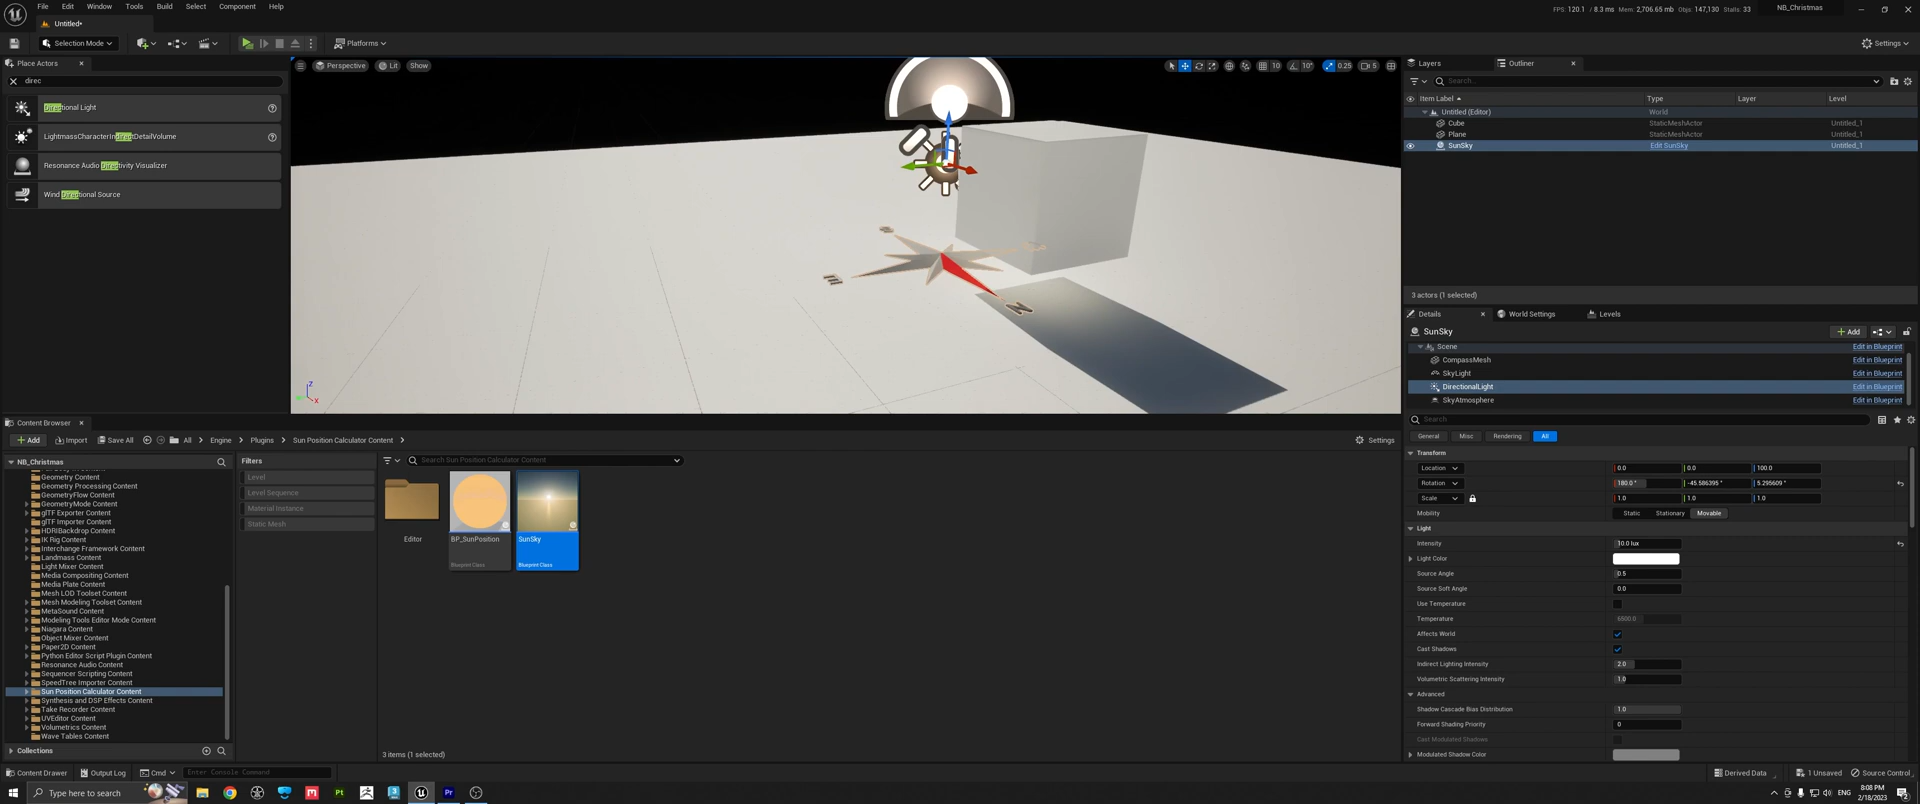 File Edit Window Tools Build Select Component Help
FPS: 120.1 / 8.3 ms Mem: 2,706.65 mb Objs: 147,130 Stalls: 33
NB_Christmas
Untitled*
Selection Mode
Platforms
Settings
Place Actors
direc
Directional Light
LightmassCharacterIndirectDetailVolume
Resonance Audio Directivity Visualizer
Wind Directional Source
Perspective
Lit
Show
10
10°
0.25
5
N
Z
X
Layers
Outliner
Search...
Item Label
Type
Layer
Level
Untitled (Editor)
World
Cube
StaticMeshActor
Untitled_1
Plane
StaticMeshActor
Untitled_1
SunSky
Edit SunSky
Untitled_1
3 actors (1 selected)
Details
World Settings
Levels
SunSky
Add
Scene
Edit in Blueprint
CompassMesh
Edit in Blueprint
SkyLight
Edit in Blueprint
DirectionalLight
Edit in Blueprint
SkyAtmosphere
Edit in Blueprint
Search
General
Misc
Rendering
All
Transform
Location
0.0
0.0
100.0
Rotation
180.0 °
-45.586395 °
5.295609 °
Scale
1.0
1.0
1.0
Mobility
Static
Stationary
Movable
Light
Intensity
10.0 lux
Light Color
Source Angle
0.5
Source Soft Angle
0.0
Use Temperature
Temperature
6500.0
Affects World
Cast Shadows
Indirect Lighting Intensity
2.0
Volumetric Scattering Intensity
1.0
Advanced
Shadow Cascade Bias Distribution
1.0
Forward Shading Priority
0
Cast Modulated Shadows
Modulated Shadow Color
Content Browser
Add
Import
Save All
All
Engine
Plugins
Sun Position Calculator Content
Settings
NB_Christmas
Geometry Content
Geometry Processing Content
GeometryFlow Content
GeometryMode Content
glTF Exporter Content
glTF Importer Content
HDRIBackdrop Content
IK Rig Content
Interchange Framework Content
Landmass Content
Light Mixer Content
Media Compositing Content
Media Plate Content
Mesh LOD Toolset Content
Mesh Modeling Toolset Content
MetaSound Content
Modeling Tools Editor Mode Content
Niagara Content
Object Mixer Content
Paper2D Content
Python Editor Script Plugin Content
Resonance Audio Content
Sequencer Scripting Content
SpeedTree Importer Content
Sun Position Calculator Content
Synthesis and DSP Effects Content
Take Recorder Content
UVEditor Content
Volumetrics Content
Wave Tables Content
Collections
Filters
Level
Level Sequence
Material Instance
Static Mesh
Search Sun Position Calculator Content
Editor
BP_SunPosition
Blueprint Class
SunSky
Blueprint Class
3 items (1 selected)
Content Drawer
Output Log
Cmd
Enter Console Command
Derived Data
1 Unsaved
Source Control
Type here to search
M
Pt
3
Pr
ENG
8:08 PM
2/18/2023
2